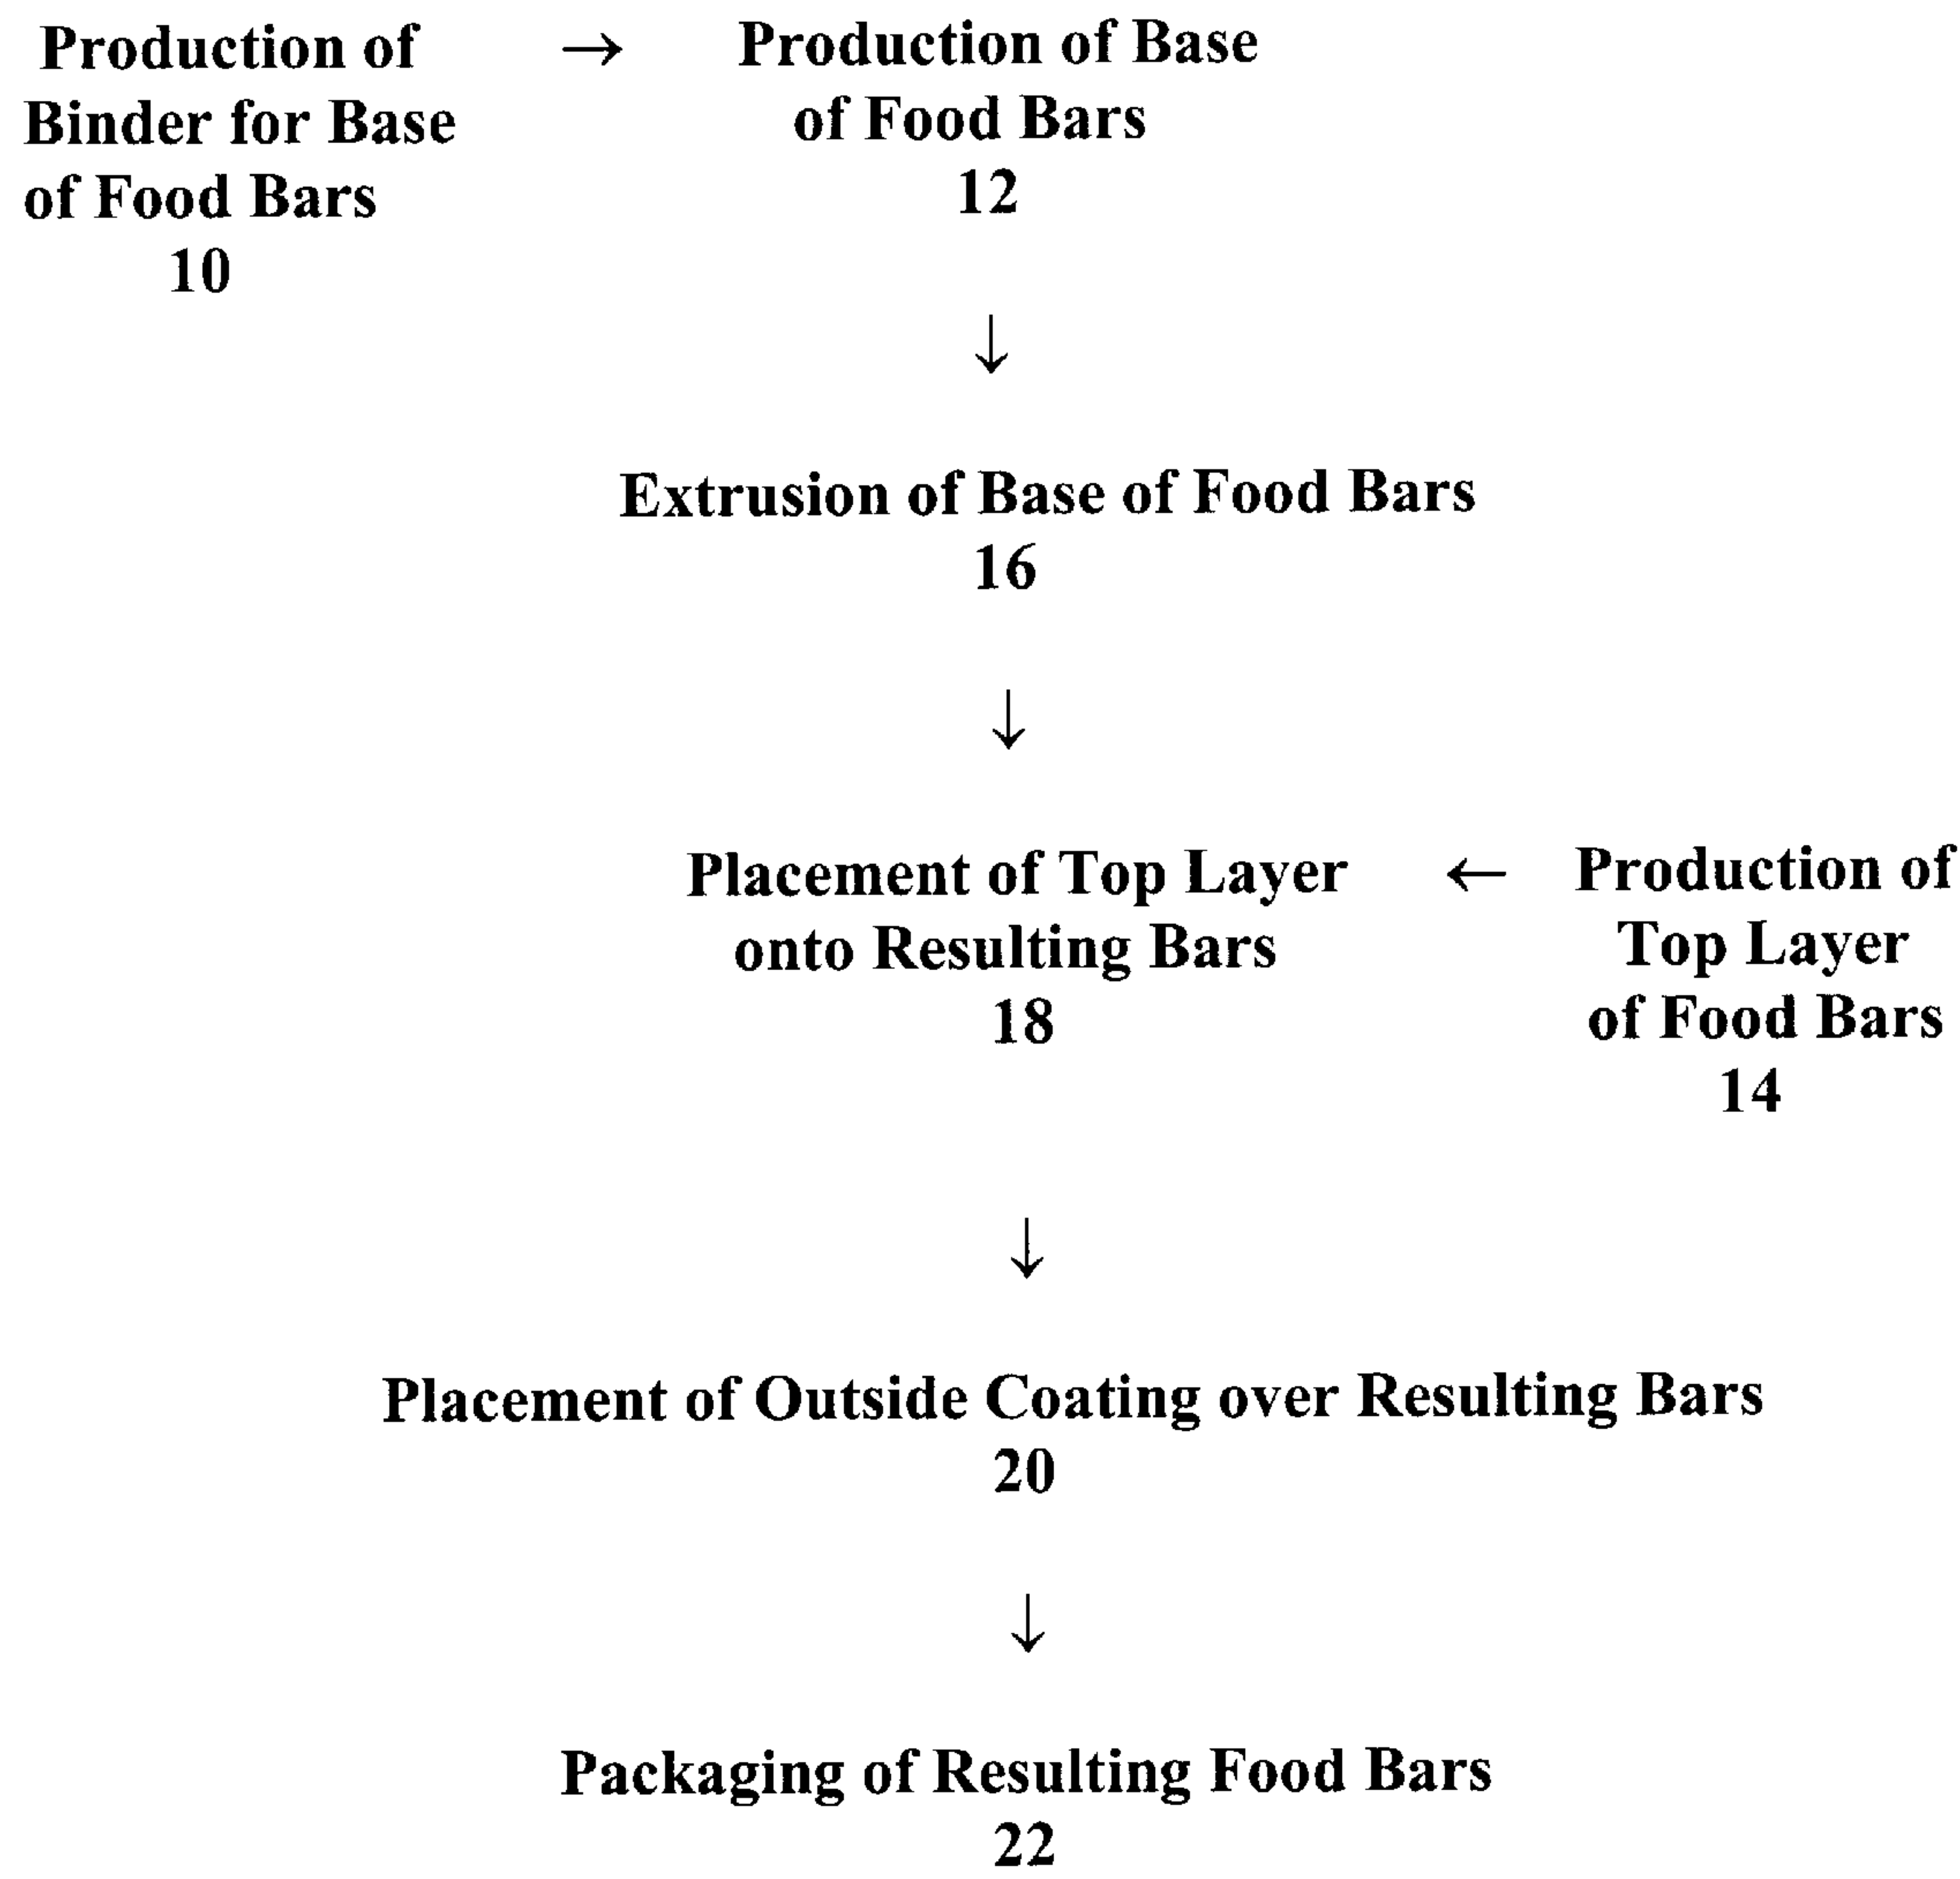 Production of
Binder for Base
of Food Bars
10
→
Production of Base
of Food Bars
12
↓
Extrusion of Base of Food Bars
16
↓
Placement of Top Layer
onto Resulting Bars
18
←
Production of
Top Layer
of Food Bars
14
↓
Placement of Outside Coating over Resulting Bars
20
↓
Packaging of Resulting Food Bars
22